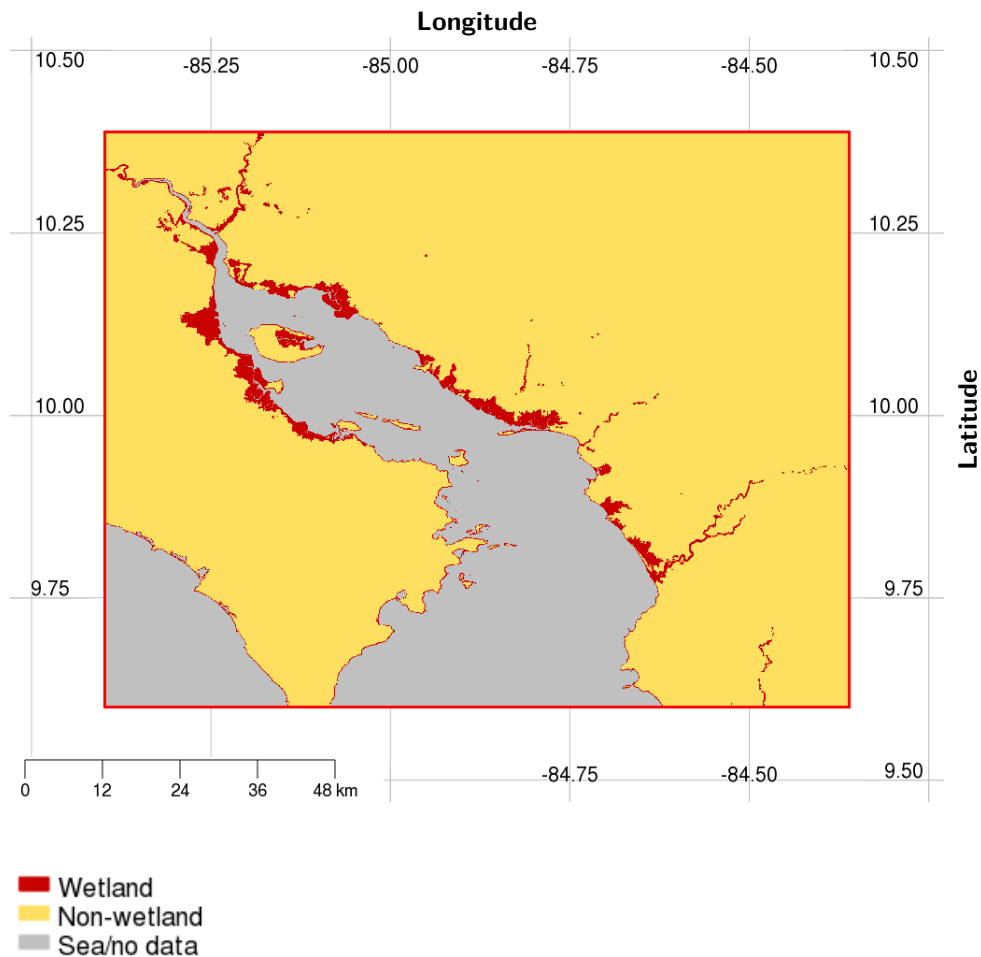 Longitude
10.50 -85.25 -85.00 -84.75 -84.50 10.50
10.25 10.25
10.00 10.00
Latitude
9.75 9.75
-84.75 -84.50 9.50
0 12 24 36 48 km
Wetland
Non-wetland
Sea/no data